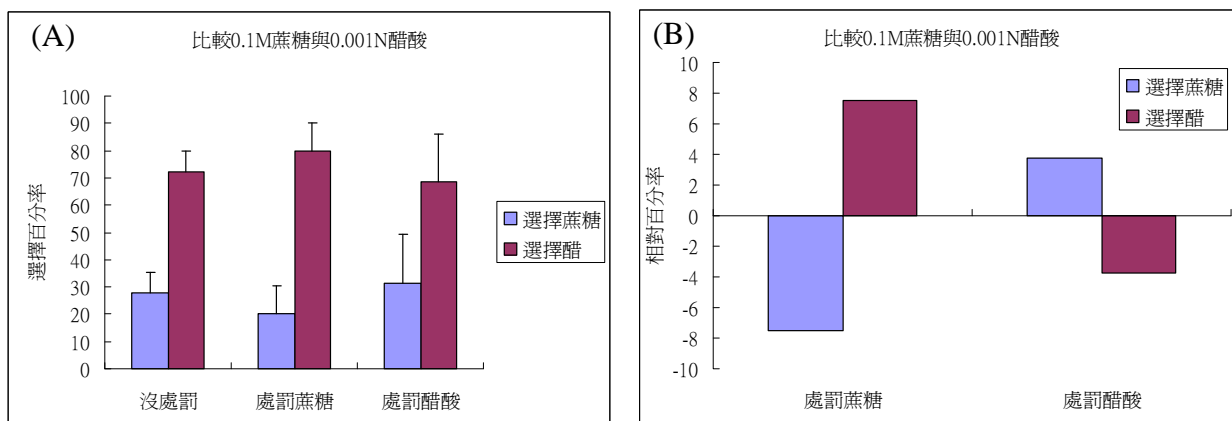 (A)
比較0.1M蔗糖與0.001N醋酸
選擇百分率
100
90
80
70
60
50
40
30
20
10
0
沒處罰
處罰蔗糖
處罰醋酸
選擇蔗糖
選擇醋
(B)
比較0.1M蔗糖與0.001N醋酸
相對百分率
10
8
6
4
2
0
-2
-4
-6
-8
-10
處罰蔗糖
處罰醋酸
選擇蔗糖
選擇醋